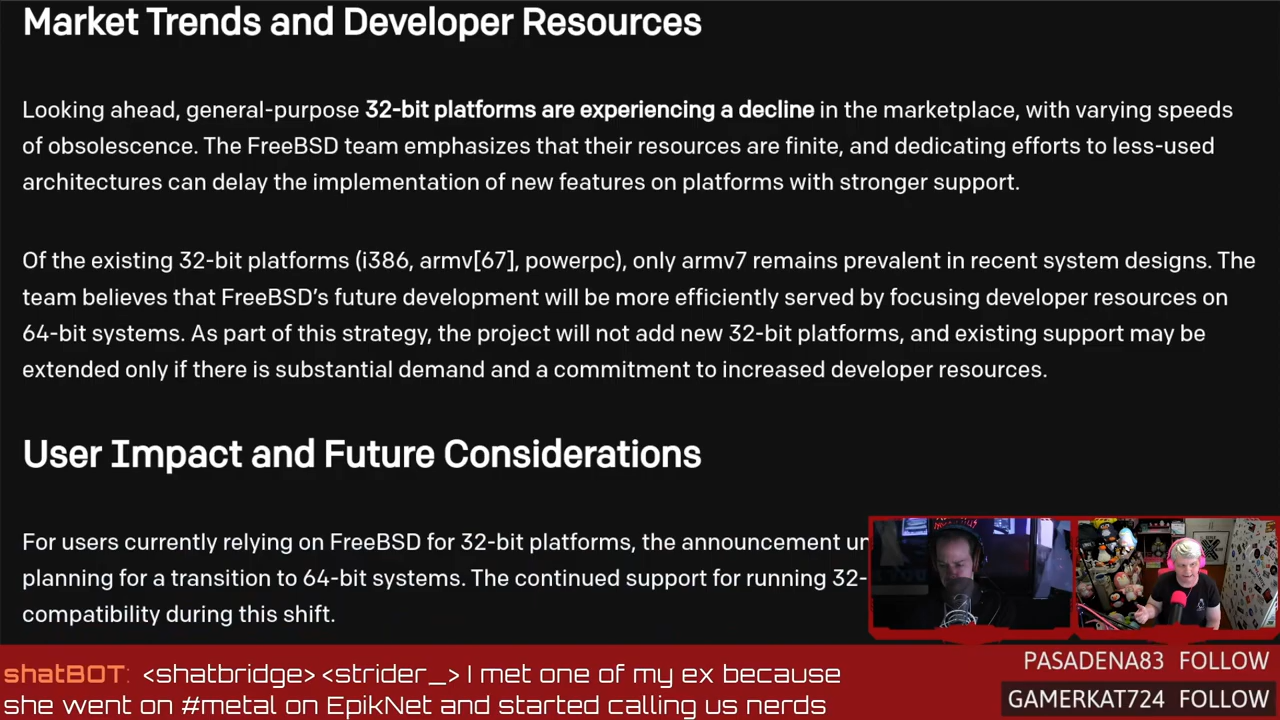 Market Trends and Developer Resources
Looking ahead, general-purpose 32-bit platforms are experiencing a decline in the marketplace, with varying speeds
of obsolescence. The FreeBSD team emphasizes that their resources are finite, and dedicating efforts to less-used
architectures can delay the implementation of new features on platforms with stronger support.
Of the existing 32-bit platforms (i386, armv[67], powerpc), only armv7 remains prevalent in recent system designs. The
team believes that FreeBSD’s future development will be more efficiently served by focusing developer resources on
64-bit systems. As part of this strategy, the project will not add new 32-bit platforms, and existing support may be
extended only if there is substantial demand and a commitment to increased developer resources.
User Impact and Future Considerations
For users currently relying on FreeBSD for 32-bit platforms, the announcement
planning for a transition to 64-bit systems. The continued support for running 32-
compatibility during this shift.
shatBOT: <shatbridge> <strider_> I met one of my ex because
she went on #metal on EpikNet and started calling us nerds
PASADENA83 FOLLOW
GAMERKAT724 FOLLOW